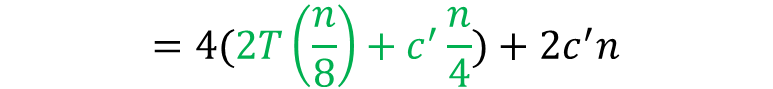 = 4(2T(n/8) + c′ n/4) + 2c′n